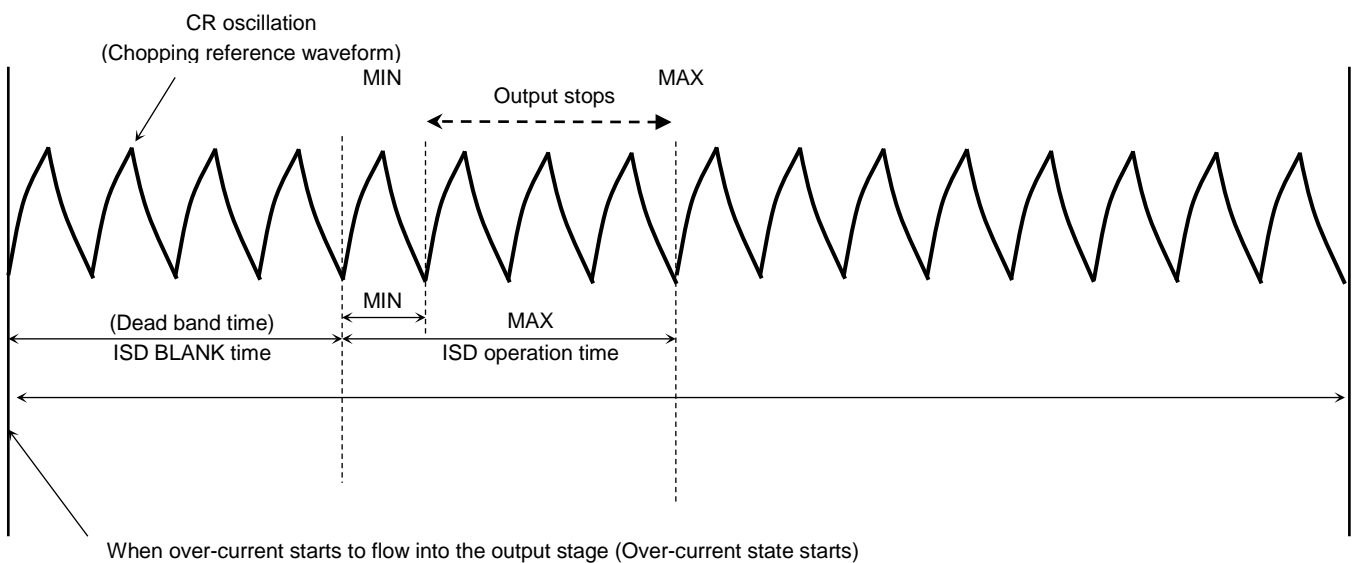 CR oscillation
(Chopping reference waveform)
MIN
MAX
Output stops
MIN
(Dead band time)
MAX
ISD BLANK time
ISD operation time
When over-current starts to flow into the output stage (Over-current state starts)